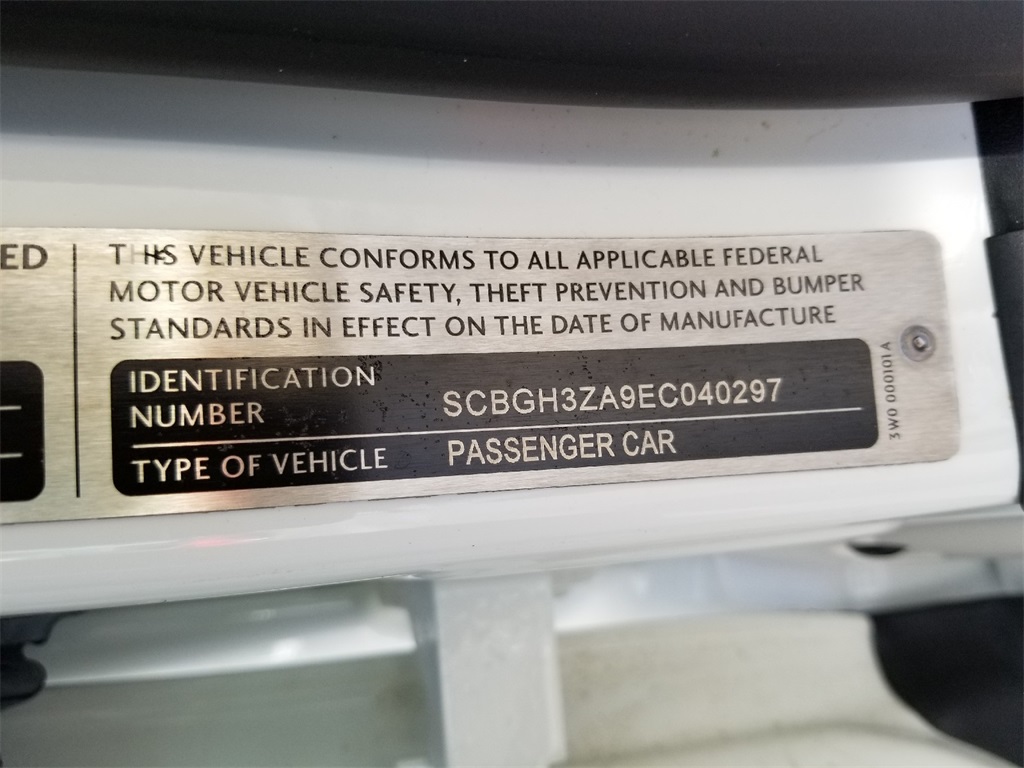 ED
THIS VEHICLE CONFORMS TO ALL APPLICABLE FEDERAL
MOTOR VEHICLE SAFETY, THEFT PREVENTION AND BUMPER
STANDARDS IN EFFECT ON THE DATE OF MANUFACTURE
IDENTIFICATION
NUMBER SCBGH3ZA9EC040297
TYPE OF VEHICLE PASSENGER CAR
3W0 000101 A